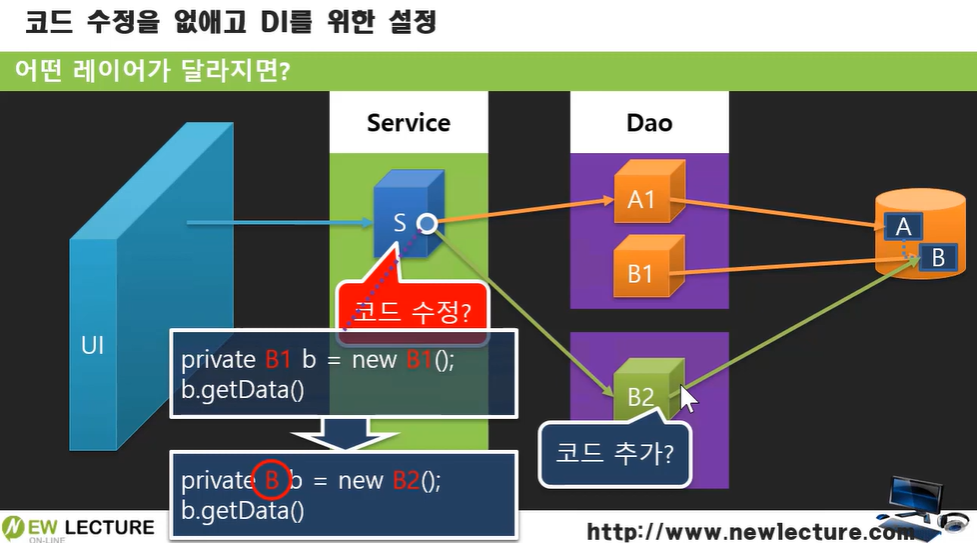 코드 수정을 없애고 DI를 위한 설정
어떤 레이어가 달라지면?
Service
Dao
UI
S
A1
B1
A
B
코드 수정?
private B1 b = new B1();
b.getData()
B2
코드 추가?
private B b = new B2();
b.getData()
NEW LECTURE
ON-LINE
http://www.newlecture.com